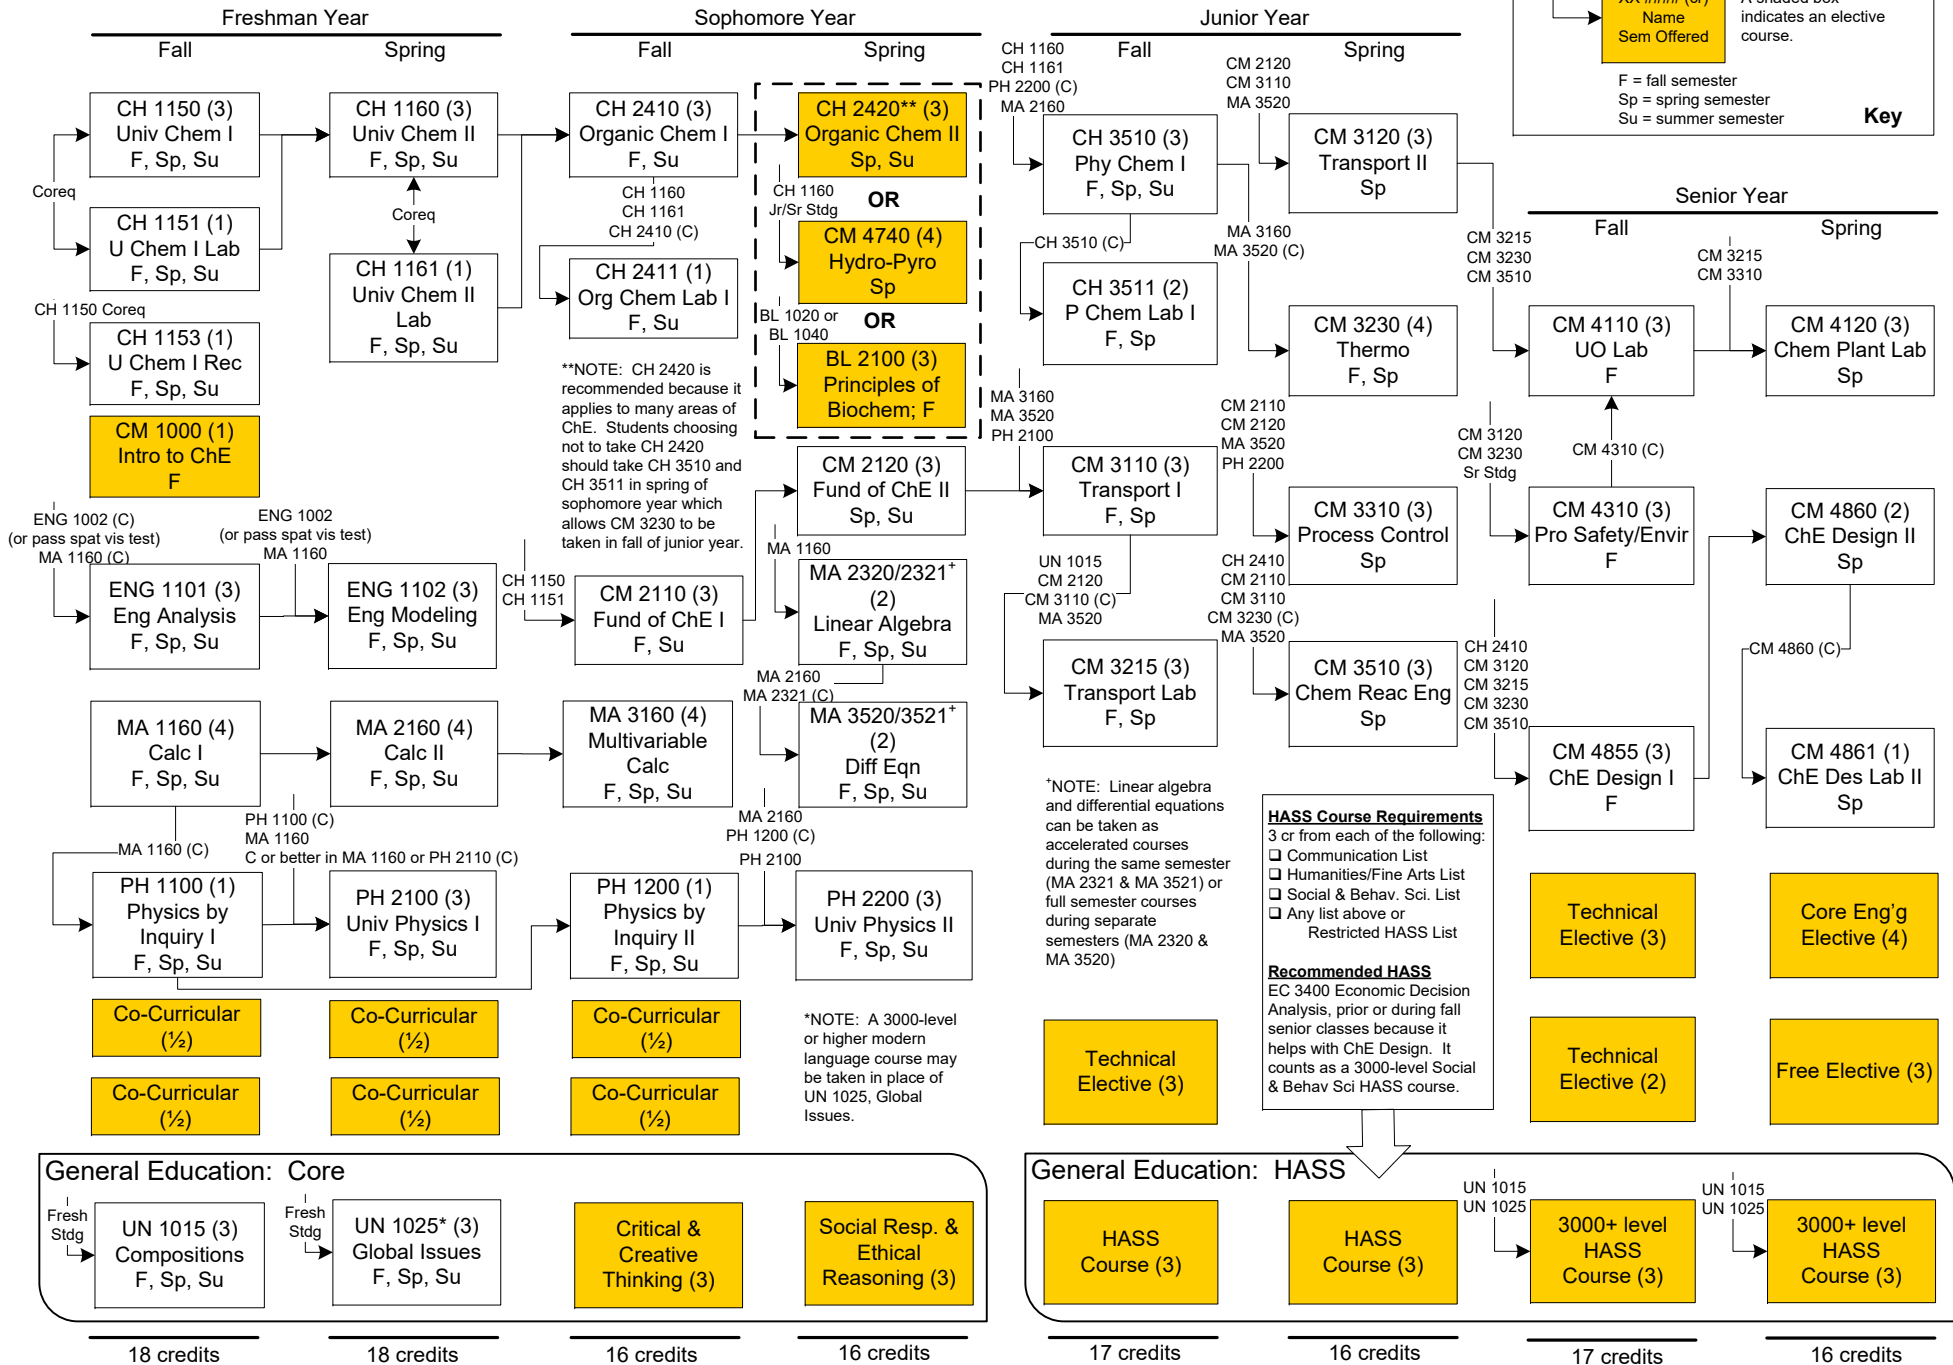 Freshman Year
Sophomore Year
Junior Year
Fall
Spring
Fall
Spring
Fall
Spring
Name
Sem Offered
A shaded box
indicates an elective
course.
F = fall semester
Sp = spring semester
Su = summer semester
Key
Senior Year
Fall
Spring
CH 1150 (3)
Univ Chem I
F, Sp, Su
Coreq
CH 1151 (1)
U Chem I Lab
F, Sp, Su
CH 1150 Coreq
CH 1153 (1)
U Chem I Rec
F, Sp, Su
CM 1000 (1)
Intro to ChE
F
ENG 1002 (C)
(or pass spat vis test)
MA 1160 (C)
ENG 1101 (3)
Eng Analysis
F, Sp, Su
MA 1160 (4)
Calc I
F, Sp, Su
MA 1160 (C)
PH 1100 (1)
Physics by
Inquiry I
F, Sp, Su
Co-Curricular
(½)
Co-Curricular
(½)
CH 1160 (3)
Univ Chem II
F, Sp, Su
Coreq
CH 1161 (1)
Univ Chem II
Lab
F, Sp, Su
ENG 1002
(or pass spat vis test)
MA 1160
ENG 1102 (3)
Eng Modeling
F, Sp, Su
MA 2160 (4)
Calc II
F, Sp, Su
PH 1100 (C)
MA 1160
C or better in MA 1160 or PH 2110 (C)
PH 2100 (3)
Univ Physics I
F, Sp, Su
Co-Curricular
(½)
Co-Curricular
(½)
CH 2410 (3)
Organic Chem I
F, Su
CH 1160
CH 1161
CH 2410 (C)
CH 2411 (1)
Org Chem Lab I
F, Su
**NOTE: CH 2420 is
recommended because it
applies to many areas of
ChE. Students choosing
not to take CH 2420
should take CH 3510 and
CH 3511 in spring of
sophomore year which
allows CM 3230 to be
taken in fall of junior year.
CH 1150
CH 1151
CM 2110 (3)
Fund of ChE I
F, Su
MA 3160 (4)
Multivariable
Calc
F, Sp, Su
PH 1200 (1)
Physics by
Inquiry II
F, Sp, Su
Co-Curricular
(½)
Co-Curricular
(½)
CH 2420** (3)
Organic Chem II
Sp, Su
CH 1160
Jr/Sr Stdg
OR
CM 4740 (4)
Hydro-Pyro
Sp
BL 1020 or
BL 1040
OR
BL 2100 (3)
Principles of
Biochem; F
CM 2120 (3)
Fund of ChE II
Sp, Su
MA 1160
MA 2320/2321+
(2)
Linear Algebra
F, Sp, Su
MA 2160
MA 2321 (C)
MA 3520/3521+
(2)
Diff Eqn
F, Sp, Su
MA 2160
PH 1200 (C)
PH 2100
PH 2200 (3)
Univ Physics II
F, Sp, Su
*NOTE: A 3000-level
or higher modern
language course may
be taken in place of
UN 1025, Global
Issues.
CH 1160
CH 1161
PH 2200 (C)
MA 2160
CH 3510 (3)
Phy Chem I
F, Sp, Su
CH 3510 (C)
CH 3511 (2)
P Chem Lab I
F, Sp
MA 3160
MA 3520
PH 2100
CM 3110 (3)
Transport I
F, Sp
UN 1015
CM 2120
CM 3110 (C)
MA 3520
CM 3215 (3)
Transport Lab
F, Sp
+NOTE: Linear algebra
and differential equations
can be taken as
accelerated courses
during the same semester
(MA 2321 & MA 3521) or
full semester courses
during separate
semesters (MA 2320 &
MA 3520)
Technical
Elective (3)
CM 2120
CM 3110
MA 3520
CM 3120 (3)
Transport II
Sp
MA 3160
MA 3520 (C)
CM 3230 (4)
Thermo
F, Sp
CM 2110
CM 2120
MA 3520
PH 2200
CM 3310 (3)
Process Control
Sp
CH 2410
CM 2110
CM 3110
CM 3230 (C)
MA 3520
CM 3510 (3)
Chem Reac Eng
Sp
HASS Course Requirements
3 cr from each of the following:
❑ Communication List
❑ Humanities/Fine Arts List
❑ Social & Behav. Sci. List
❑ Any list above or
Restricted HASS List
Recommended HASS
EC 3400 Economic Decision
Analysis, prior or during fall
senior classes because it
helps with ChE Design. It
counts as a 3000-level Social
& Behav Sci HASS course.
CM 3215
CM 3230
CM 3510
CM 4110 (3)
UO Lab
F
CM 3120
CM 3230
Sr Stdg
CM 4310 (C)
CM 4310 (3)
Pro Safety/Envir
F
CH 2410
CM 3120
CM 3215
CM 3230
CM 3510
CM 4855 (3)
ChE Design I
F
Technical
Elective (3)
Technical
Elective (2)
CM 3215
CM 3310
CM 4120 (3)
Chem Plant Lab
Sp
CM 4860 (2)
ChE Design II
Sp
CM 4860 (C)
CM 4861 (1)
ChE Des Lab II
Sp
Core Eng'g
Elective (4)
Free Elective (3)
General Education: Core
Fresh
Stdg
UN 1015 (3)
Compositions
F, Sp, Su
Fresh
Stdg
UN 1025* (3)
Global Issues
F, Sp, Su
Critical &
Creative
Thinking (3)
Social Resp. &
Ethical
Reasoning (3)
General Education: HASS
HASS
Course (3)
HASS
Course (3)
UN 1015
UN 1025
3000+ level
HASS
Course (3)
UN 1015
UN 1025
3000+ level
HASS
Course (3)
18 credits
18 credits
16 credits
16 credits
17 credits
16 credits
17 credits
16 credits